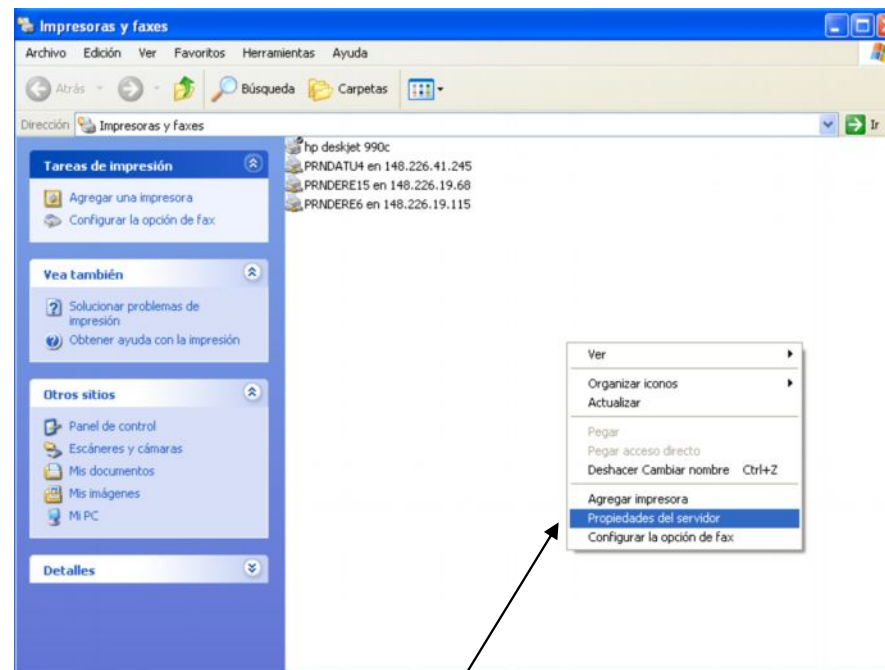 Impresoras y faxes
Archivo Edición Ver Favoritos Herramientas Ayuda
Atrás Búsqueda Carpetas
Dirección Impresoras y faxes Ir
Tareas de impresión
Agregar una impresora
Configurar la opción de fax
Vea también
Solucionar problemas de
impresión
Obtener ayuda con la impresión
Otros sitios
Panel de control
Escáneres y cámaras
Mis documentos
Mis imágenes
Mi PC
Detalles
hp deskjet 990c
PRNDATU4 en 148.226.41.245
PRNDERE15 en 148.226.19.68
PRNDERE6 en 148.226.19.115
Ver
Organizar iconos
Actualizar
Pegar
Pegar acceso directo
Deshacer Cambiar nombre Ctrl+Z
Agregar impresora
Propiedades del servidor
Configurar la opción de fax